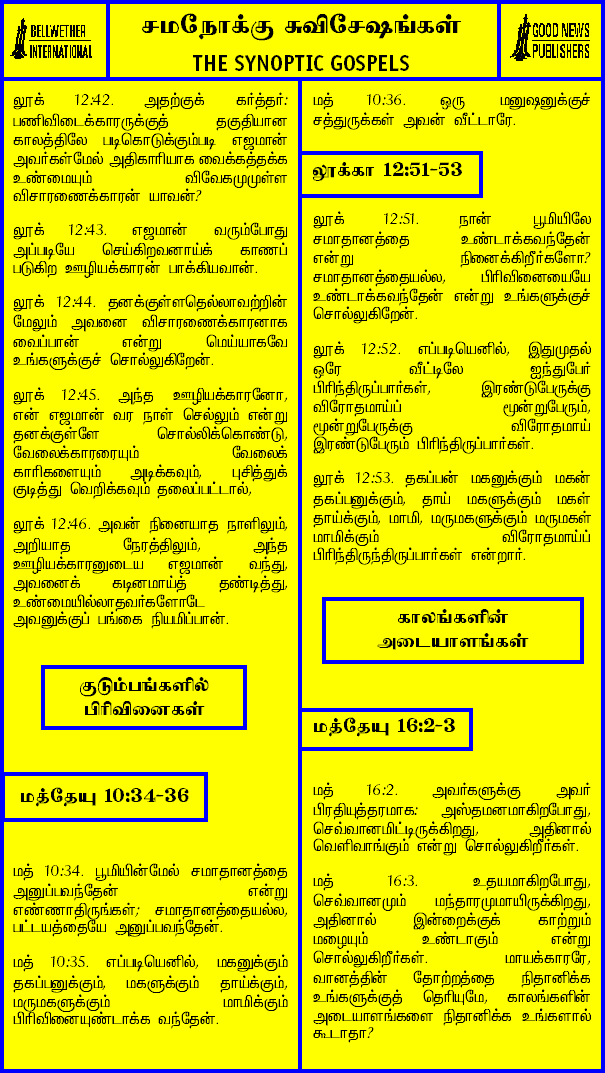 BELLWETHER
INTERNATIONAL
சமநோக்கு சுவிசேஷங்கள்
THE SYNOPTIC GOSPELS
GOOD NEWS
PUBLISHERS
லூக் 12:42. அதற்குக் கர்த்தர்:
பணிவிடைக்காரருக்குத் தகுதியான
காலத்திலே படிகொடுக்கும்படி எஜமான்
அவர்கள்மேல் அதிகாரியாக வைக்கத்தக்க
உண்மையும் விவேகமுமுள்ள
விசாரணைக்காரன் யாவன்?
லூக் 12:43. எஜமான் வரும்போது
அப்படியே செய்கிறவனாய்க் காணப்
படுகிற ஊழியக்காரன் பாக்கியவான்.
லூக் 12:44. தனக்குள்ளதெல்லாவற்றின்
மேலும் அவனை விசாரணைக்காரனாக
வைப்பான் என்று மெய்யாகவே
உங்களுக்குச் சொல்லுகிறேன்.
லூக் 12:45. அந்த ஊழியக்காரனோ,
என் எஜமான் வர நாள் செல்லும் என்று
தனக்குள்ளே சொல்லிக்கொண்டு,
வேலைக்காரரையும் வேலைக்
காரிகளையும் அடிக்கவும், புசித்துக்
குடித்து வெறிக்கவும் தலைப்பட்டால்,
லூக் 12:46. அவன் நினையாத நாளிலும்,
அறியாத நேரத்திலும், அந்த
ஊழியக்காரனுடைய எஜமான் வந்து,
அவனைக் கடினமாய்த் தண்டித்து,
உண்மையில்லாதவர்களோடே
அவனுக்குப் பங்கை நியமிப்பான்.
குடும்பங்களில்
பிரிவினைகள்
மத்தேயு 10:34-36
மத் 10:34. பூமியின்மேல் சமாதானத்தை
அனுப்பவந்தேன் என்று
எண்ணாதிருங்கள்; சமாதானத்தையல்ல,
பட்டயத்தையே அனுப்பவந்தேன்.
மத் 10:35. எப்படியெனில், மகனுக்கும்
தகப்பனுக்கும், மகளுக்கும் தாய்க்கும்,
மருமகளுக்கும் மாமிக்கும்
பிரிவினையுண்டாக்க வந்தேன்.
மத் 10:36. ஒரு மனுஷனுக்குச்
சத்துருக்கள் அவன் வீட்டாரே.
லூக்கா 12:51-53
லூக் 12:51. நான் பூமியிலே
சமாதானத்தை உண்டாக்கவந்தேன்
என்று நினைக்கிறீர்களோ?
சமாதானத்தையல்ல, பிரிவினையையே
உண்டாக்கவந்தேன் என்று உங்களுக்குச்
சொல்லுகிறேன்.
லூக் 12:52. எப்படியெனில், இதுமுதல்
ஒரே வீட்டிலே ஐந்துபேர்
பிரிந்திருப்பார்கள், இரண்டுபேருக்கு
விரோதமாய்ப் மூன்றுபேரும்,
மூன்றுபேருக்கு விரோதமாய்
இரண்டுபேரும் பிரிந்திருப்பார்கள்.
லூக் 12:53. தகப்பன் மகனுக்கும் மகன்
தகப்பனுக்கும், தாய் மகளுக்கும் மகள்
தாய்க்கும், மாமி, மருமகளுக்கும் மருமகள்
மாமிக்கும் விரோதமாய்ப்
பிரிந்திருந்திருப்பார்கள் என்றார்.
காலங்களின்
அடையாளங்கள்
மத்தேயு 16:2-3
மத் 16:2. அவர்களுக்கு அவர்
பிரதியுத்தரமாக: அஸ்தமனமாகிறபோது,
செவ்வானமிட்டிருக்கிறது, அதினால்
வெளிவாங்கும் என்று சொல்லுகிறீர்கள்.
மத் 16:3. உதயமாகிறபோது,
செவ்வானமும் மந்தாரமுமாயிருக்கிறது,
அதினால் இன்றைக்குக் காற்றும்
மழையும் உண்டாகும் என்று
சொல்லுகிறீர்கள். மாயக்காரரே,
வானத்தின் தோற்றத்தை நிதானிக்க
உங்களுக்குத் தெரியுமே, காலங்களின்
அடையாளங்களை நிதானிக்க உங்களால்
கூடாதா?